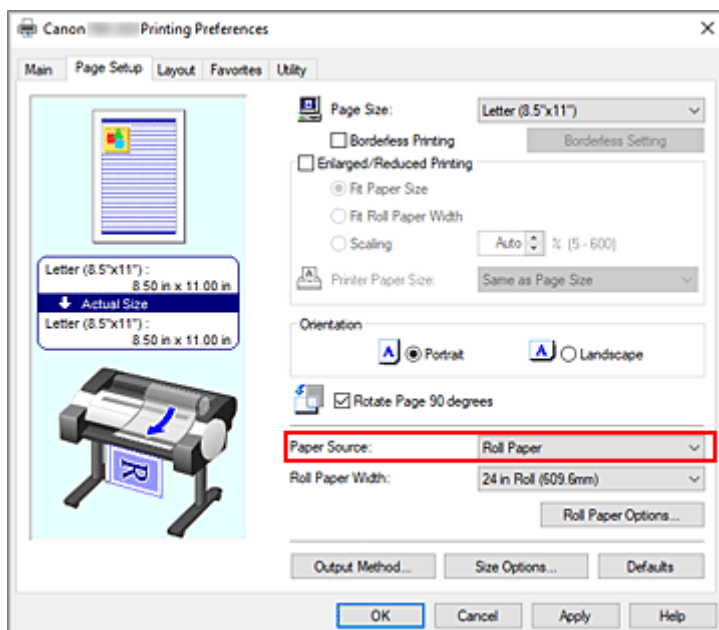 Canon Printing Preferences
Main Page Setup Layout Favorites Utility
Page Size: Letter (8.5"x11")
Borderless Printing Borderless Setting
Enlarged/Reduced Printing
Fit Paper Size
Fit Roll Paper Width
Scaling Auto % (5 - 600)
Printer Paper Size: Same as Page Size
Letter (8.5"x11") :
8.50 in x 11.00 in
Actual Size
Letter (8.5"x11") :
8.50 in x 11.00 in
Orientation
A Portrait A Landscape
Rotate Page 90 degrees
Paper Source: Roll Paper
Roll Paper Width: 24 in Roll (609.6mm)
Roll Paper Options...
R
Output Method... Size Options... Defaults
OK Cancel Apply Help